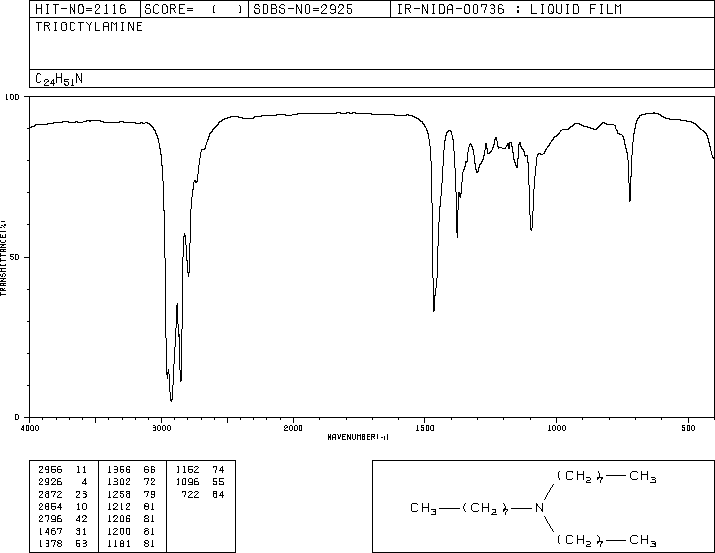 HIT-NO=2116 SCORE= ( ) SDBS-NO=2925 IR-NIDA-00736 : LIQUID FILM
TRIOCTYLAMINE
C24H51N
100
50
0
TRANSMITTANCE(%)
4000 3000 2000 1500 1000 500
WAVENUMBER(-1)
2956 11 1366 66 1152 74
2926 4 1302 72 1096 55
2872 23 1258 79 722 64
2854 10 1212 81
2796 42 1206 81
1467 31 1200 81
1378 53 1181 81
(CH2)7—CH3
CH3—(CH2)7—N
(CH2)7—CH3